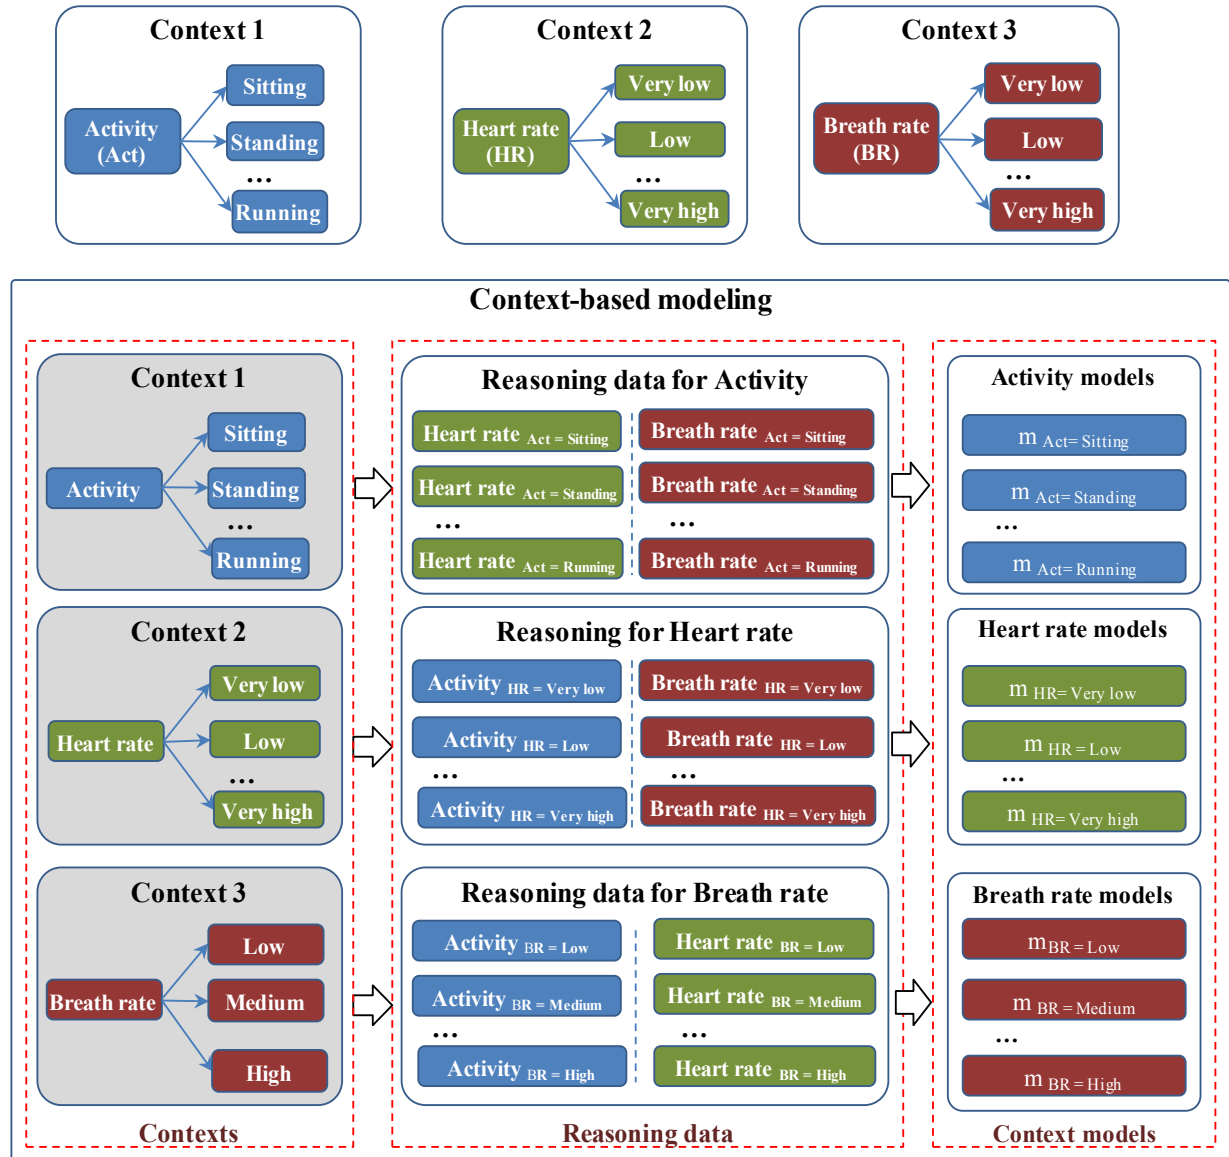 Context 1
Activity
(Act)
Sitting
Standing
...
Running
Context 2
Heart rate
(HR)
Very low
Low
...
Very high
Context 3
Breath rate
(BR)
Very low
Low
...
Very high
Context-based modeling
Context 1
Activity
Sitting
Standing
...
Running
Reasoning data for Activity
Heart rate Act = Sitting
Breath rate Act = Sitting
Heart rate Act = Standing
Breath rate Act = Standing
...
...
Heart rate Act = Running
Breath rate Act = Running
Activity models
m Act= Sitting
m Act= Standing
...
m Act= Running
Context 2
Heart rate
Very low
Low
...
Very high
Reasoning for Heart rate
Activity HR = Very low
Breath rate HR = Very low
Activity HR = Low
Breath rate HR = Low
...
...
Activity HR = Very high
Breath rate HR = Very high
Heart rate models
m HR= Very low
m HR= Low
...
m HR= Very high
Context 3
Breath rate
Low
Medium
High
Reasoning data for Breath rate
Activity BR = Low
Heart rate BR = Low
Activity BR = Medium
Heart rate BR = Medium
...
...
Activity BR = High
Heart rate BR = High
Breath rate models
m BR = Low
m BR = Medium
...
m BR = High
Contexts
Reasoning data
Context models